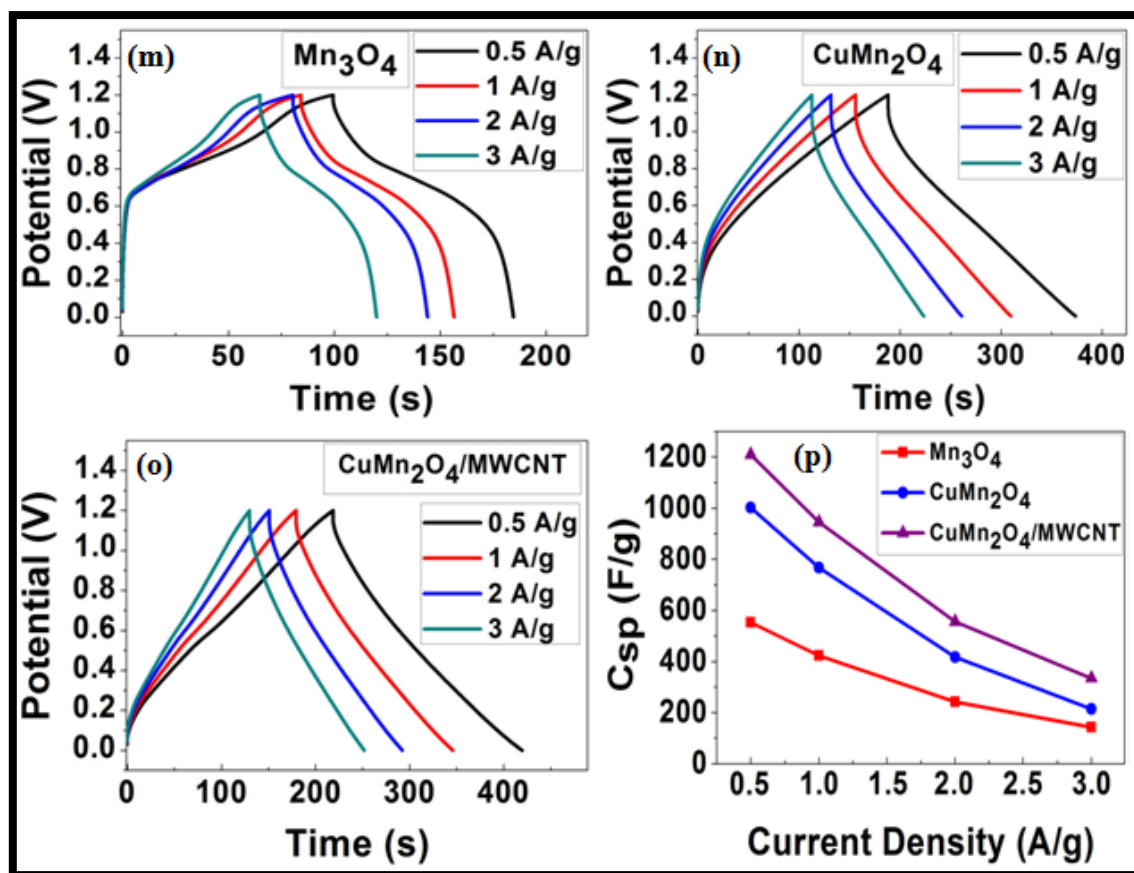 (m)
Mn₃O₄
0.5 A/g
1 A/g
2 A/g
3 A/g
1.4
1.2
1.0
0.8
0.6
0.4
0.2
0.0
Potential (V)
0 50 100 150 200
Time (s)
(n)
CuMn₂O₄
0.5 A/g
1 A/g
2 A/g
3 A/g
1.4
1.2
1.0
0.8
0.6
0.4
0.2
0.0
Potential (V)
0 100 200 300 400
Time (s)
(o)
CuMn₂O₄/MWCNT
0.5 A/g
1 A/g
2 A/g
3 A/g
1.4
1.2
1.0
0.8
0.6
0.4
0.2
0.0
Potential (V)
0 100 200 300 400
Time (s)
(p)
Mn₃O₄
CuMn₂O₄
CuMn₂O₄/MWCNT
1200
1000
800
600
400
200
0
Csp (F/g)
0.5 1.0 1.5 2.0 2.5 3.0
Current Density (A/g)